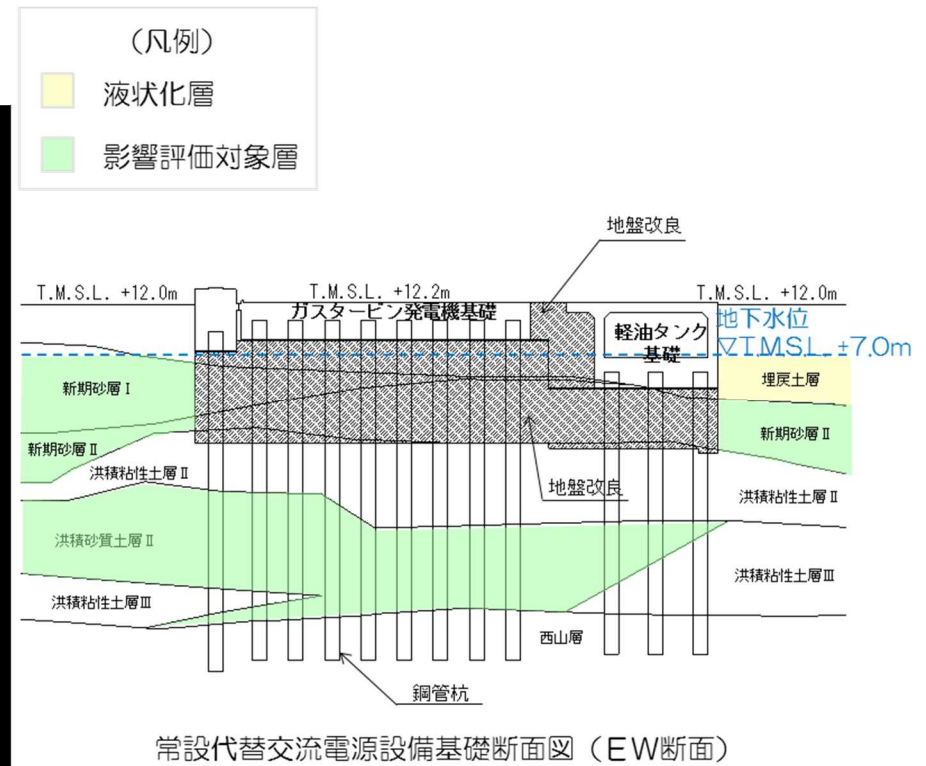 （凡例）
液状化層
影響評価対象層
地盤改良
T.M.S.L. +12.0m
T.M.S.L. +12.2m
T.M.S.L. +12.0m
ガスタービン発電機基礎
軽油タンク
基礎
地下水位
▽T.M.S.L. +7.0m
新期砂層Ⅰ
埋戻土層
新期砂層Ⅱ
新期砂層Ⅱ
洪積粘性土層Ⅱ
地盤改良
洪積粘性土層Ⅱ
洪積砂質土層Ⅱ
洪積粘性土層Ⅲ
洪積粘性土層Ⅲ
西山層
鋼管杭
常設代替交流電源設備基礎断面図（EW断面）